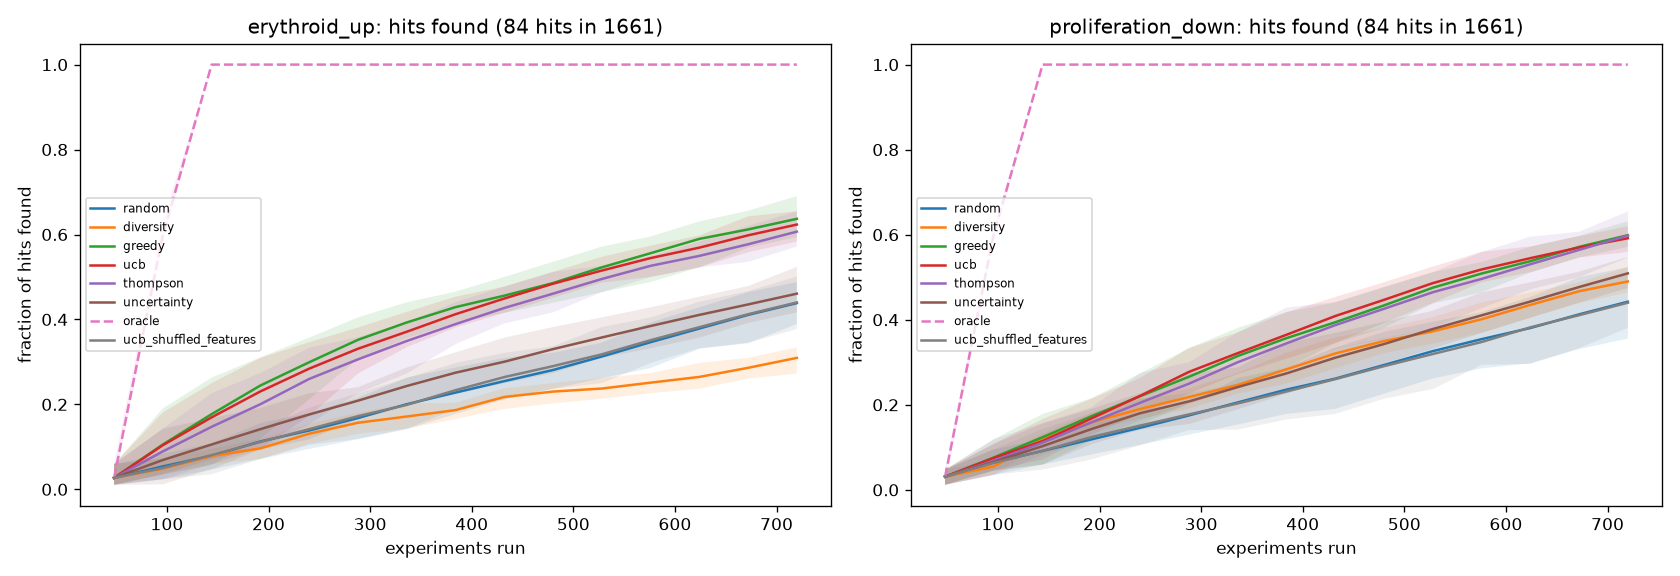 erythroid_up: hits found (84 hits in 1661)
fraction of hits found
1.0
0.8
0.6
0.4
0.2
0.0
random
diversity
greedy
ucb
thompson
uncertainty
oracle
ucb_shuffled_features
100
200
300
400
500
600
700
experiments run
proliferation_down: hits found (84 hits in 1661)
fraction of hits found
1.0
0.8
0.6
0.4
0.2
0.0
random
diversity
greedy
ucb
thompson
uncertainty
oracle
ucb_shuffled_features
100
200
300
400
500
600
700
experiments run